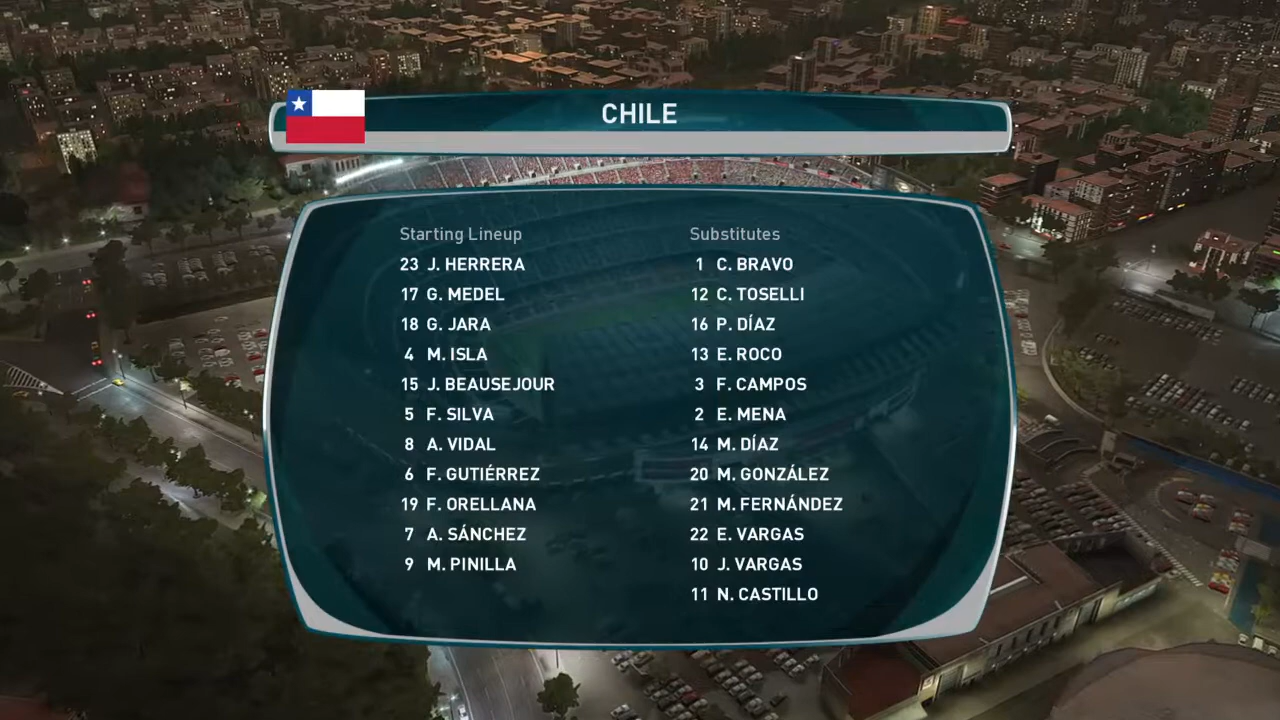 CHILE
Starting Lineup
23 J. HERRERA
17 G. MEDEL
18 G. JARA
4 M. ISLA
15 J. BEAUSEJOUR
5 F. SILVA
8 A. VIDAL
6 F. GUTIÉRREZ
19 F. ORELLANA
7 A. SÁNCHEZ
9 M. PINILLA
Substitutes
1 C. BRAVO
12 C. TOSELLI
16 P. DÍAZ
13 E. ROCO
3 F. CAMPOS
2 E. MENA
14 M. DÍAZ
20 M. GONZÁLEZ
21 M. FERNÁNDEZ
22 E. VARGAS
10 J. VARGAS
11 N. CASTILLO